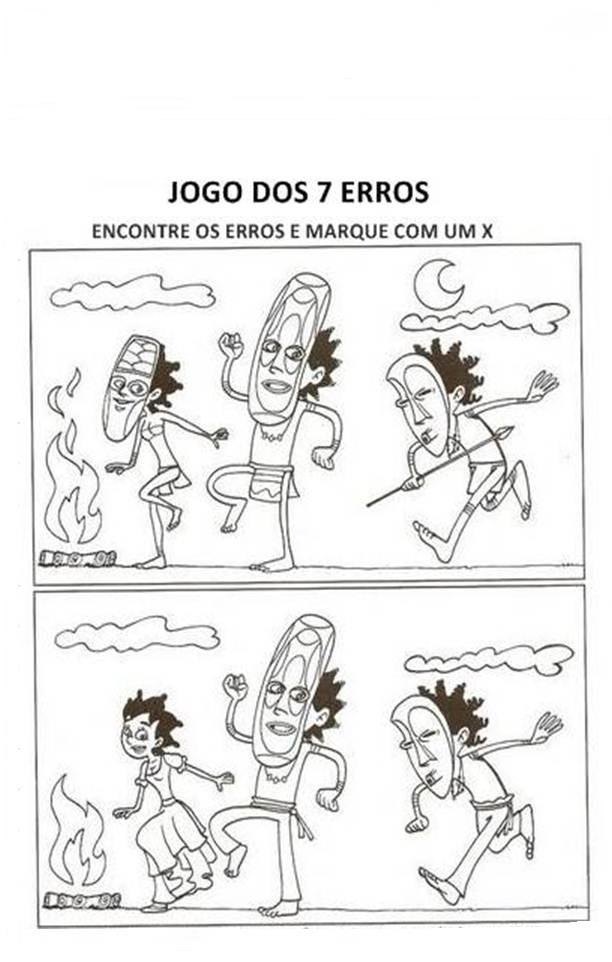 JOGO DOS 7 ERROS
ENCONTRE OS ERROS E MARQUE COM UM X